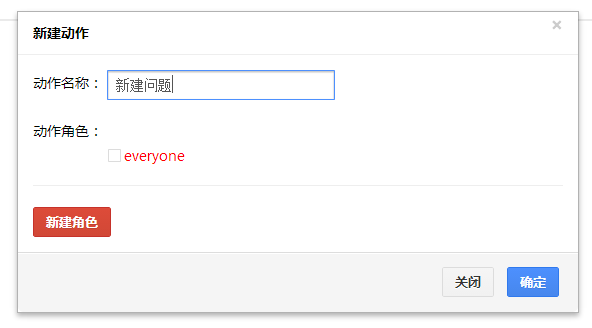 新建动作
×
动作名称：
新建问题
动作角色：
everyone
新建角色
关闭
确定